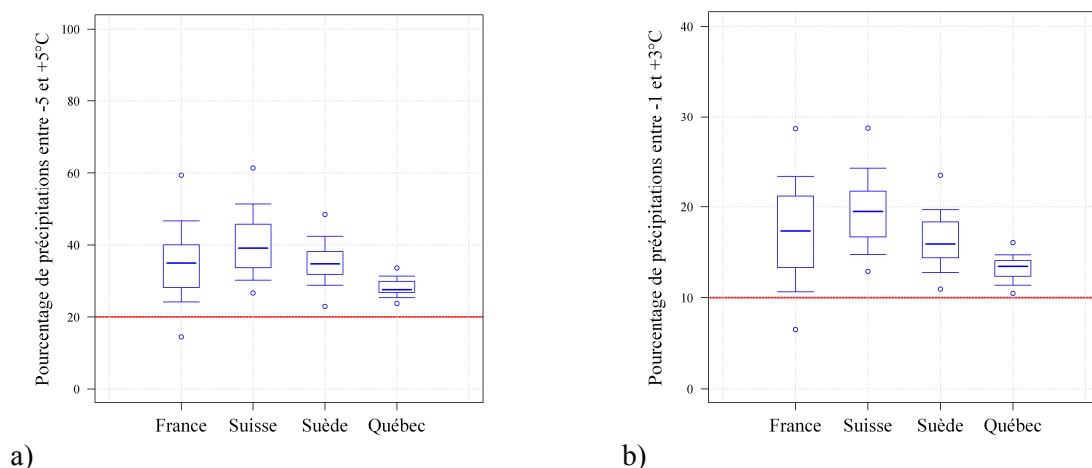 Pourcentage de précipitations entre -5 et +5°C
100
80
60
40
20
0
France Suisse Suède Québec
a)
Pourcentage de précipitations entre -1 et +3°C
40
30
20
10
0
France Suisse Suède Québec
b)